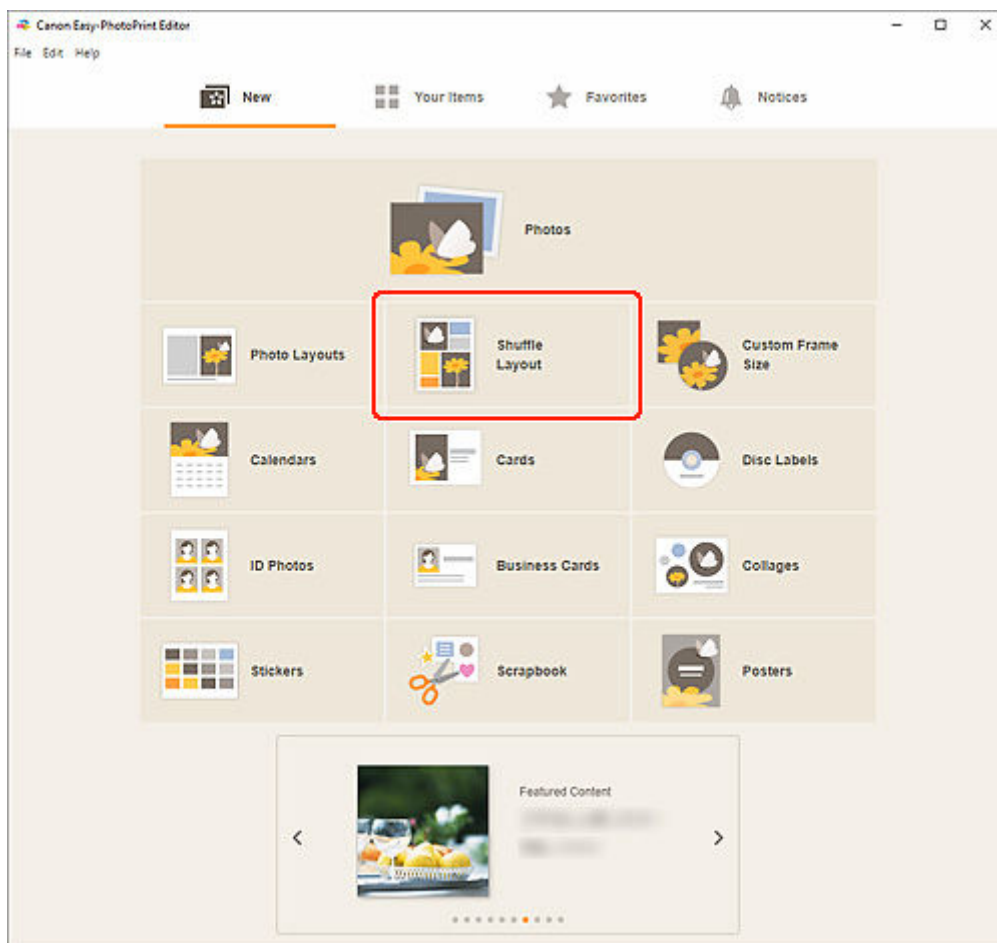 Canon Easy-PhotoPrint Editor
File Edit Help
New Your Items Favorites Notices
Photos
Photo Layouts
Shuffle
Layout
Custom Frame
Size
Calendars
Cards
Disc Labels
ID Photos
Business Cards
Collages
Stickers
Scrapbook
Posters
Featured Content